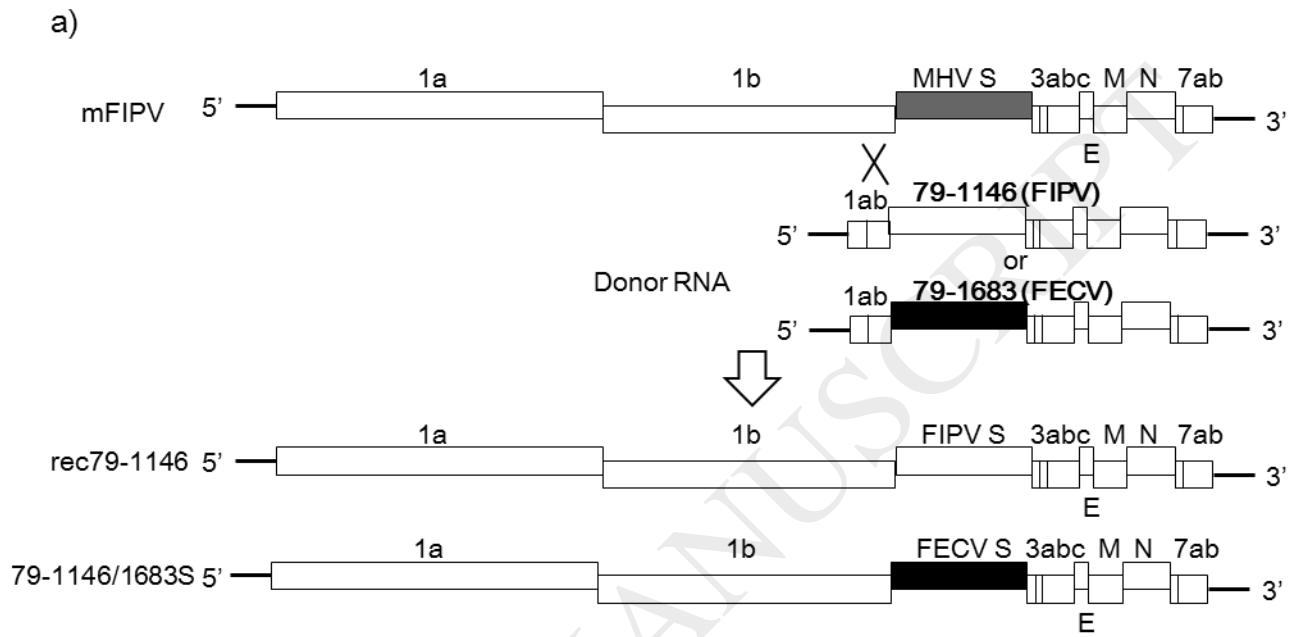 a)
1a 1b MHV S 3abc M N 7ab
mFIPV 5’ 3’
E
1ab 79-1146 (FIPV)
5’ 3’
or
Donor RNA
1ab 79-1683 (FECV)
5’ 3’
1a 1b FIPV S 3abc M N 7ab
rec79-1146 5’ 3’
E
1a 1b FECV S 3abc M N 7ab
79-1146/1683S 5’ 3’
E
ANUSCRIPT